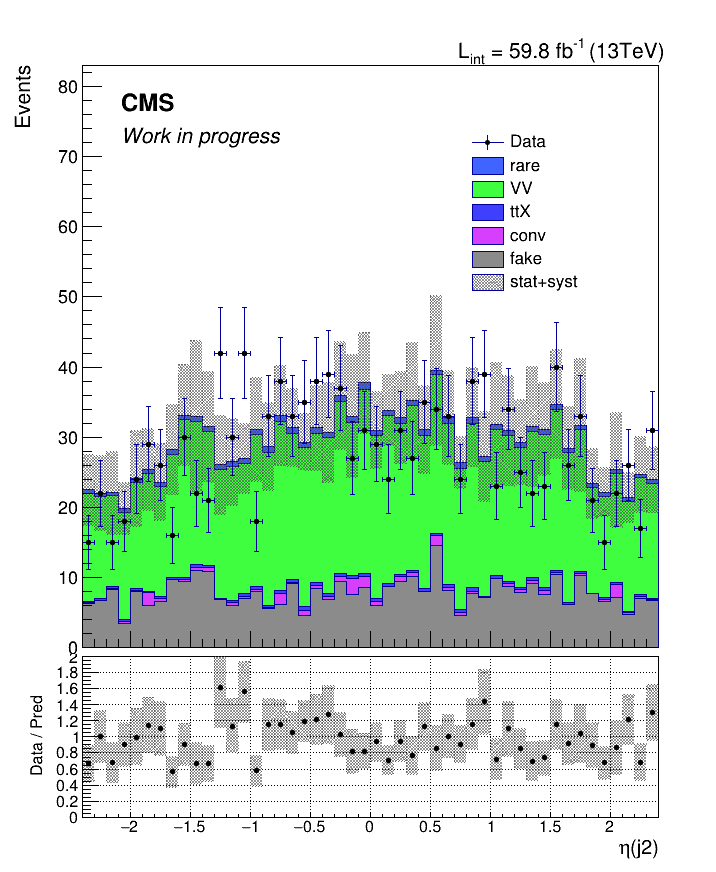 L_int = 59.8 fb^-1 (13TeV)
Events
CMS
Work in progress
Data
rare
VV
ttX
conv
fake
stat+syst
80
70
60
50
40
30
20
10
0
Data / Pred
2
1.8
1.6
1.4
1.2
1
0.8
0.6
0.4
0.2
0
−2 −1.5 −1 −0.5 0 0.5 1 1.5 2
η(j2)